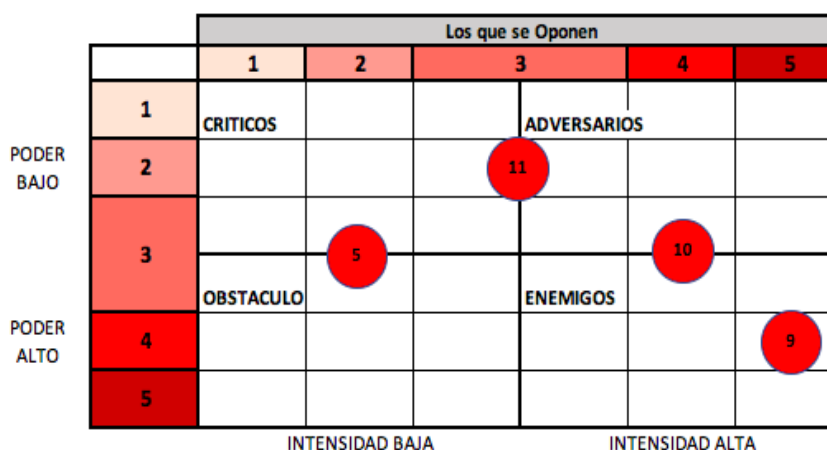 Los que se Oponen
1 2 3 4 5
1
CRITICOS ADVERSARIOS
PODER
BAJO
2
11
3
5
10
OBSTACULO ENEMIGOS
PODER
ALTO
4
9
5
INTENSIDAD BAJA INTENSIDAD ALTA